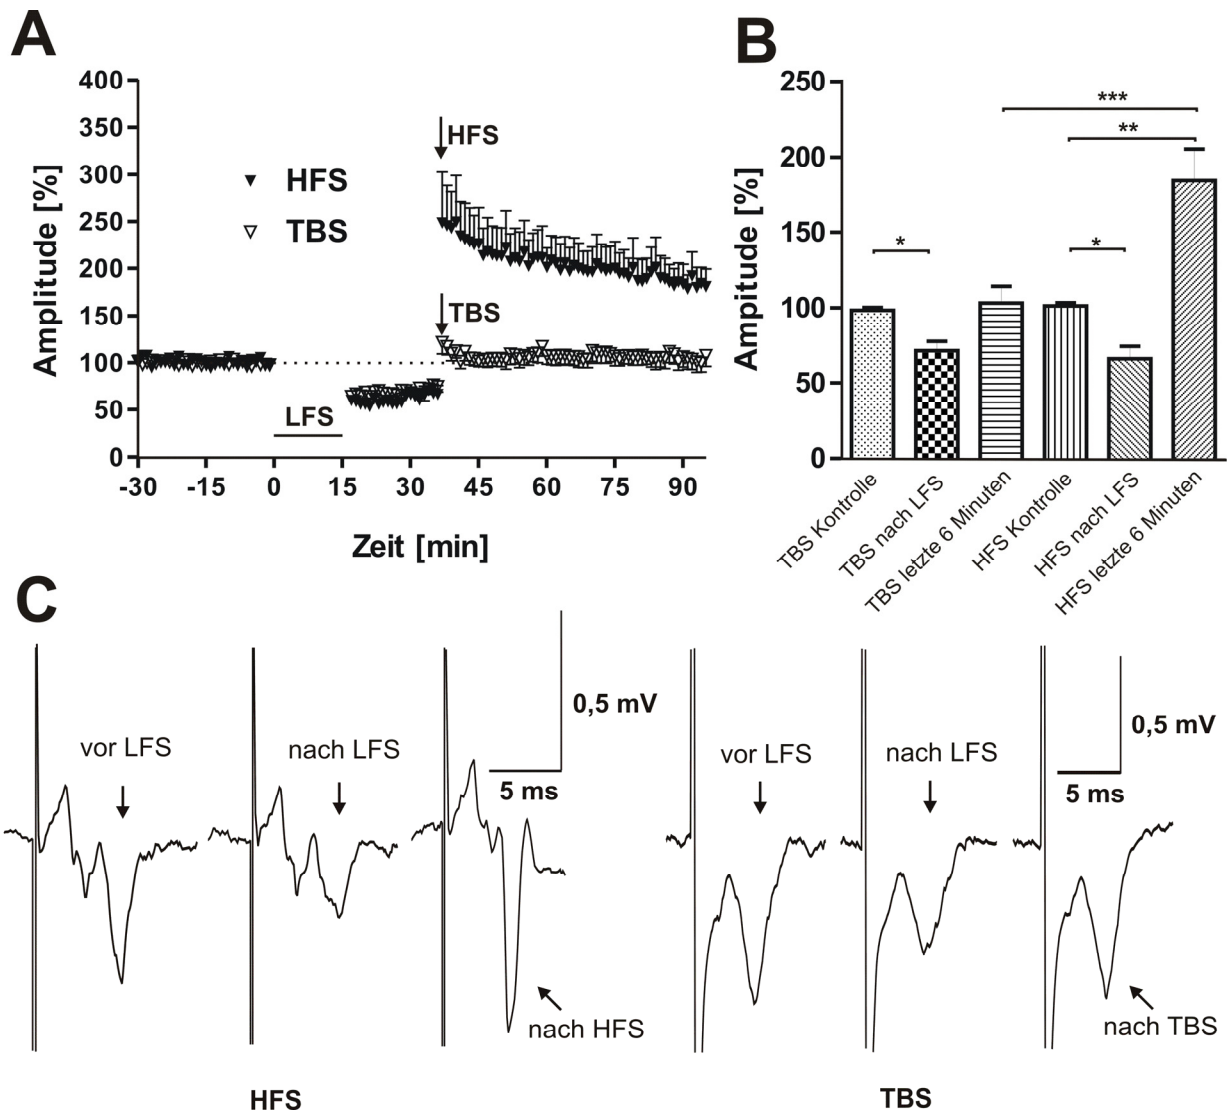 A
400
350
300
250
200
150
100
50
0
Amplitude [%]
HFS
TBS
HFS
TBS
LFS
-30 -15 0 15 30 45 60 75 90
Zeit [min]
B
250
200
150
100
50
0
Ampitude [%]
***
**
* *
TBS Kontrolle
TBS nach LFS
TBS letzte 6 Minuten
HFS Kontrolle
HFS nach LFS
HFS letzte 6 Minuten
C
vor LFS
nach LFS
0,5 mV
5 ms
nach HFS
HFS
vor LFS
nach LFS
0,5 mV
5 ms
nach TBS
TBS